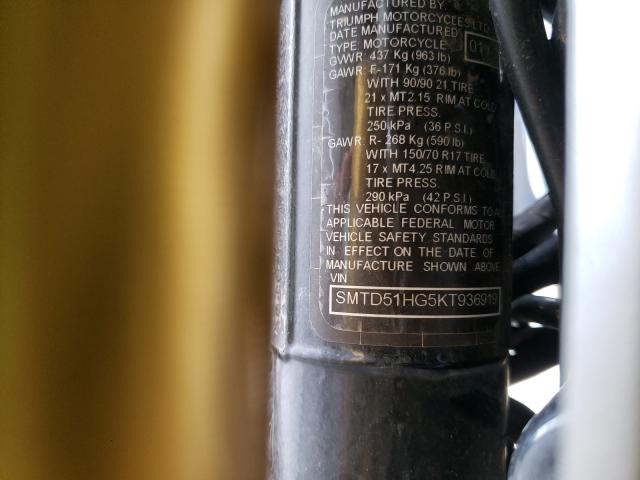 MANUFACTURED BY
TRIUMPH MOTORCYCLES LTD
DATE MANUFACTURED
TYPE MOTORCYCLE
GVWR: 437 Kg (963 lb)
GAWR: F-171 Kg (376 lb)
WITH 90/90 21 TIRE
21 x MT2.15 RIM AT COLD
TIRE PRESS.
250 kPa (36 P.S.I.)
GAWR: R- 268 Kg (590 lb)
WITH 150/70 R17 TIRE
17 x MT4.25 RIM AT COLD
TIRE PRESS.
290 kPa (42 P.S.I.)
THIS VEHICLE CONFORMS TO
APPLICABLE FEDERAL MOTOR
VEHICLE SAFETY STANDARDS
IN EFFECT ON THE DATE OF
MANUFACTURE SHOWN ABOVE
VIN
SMTD51HG5KT936919